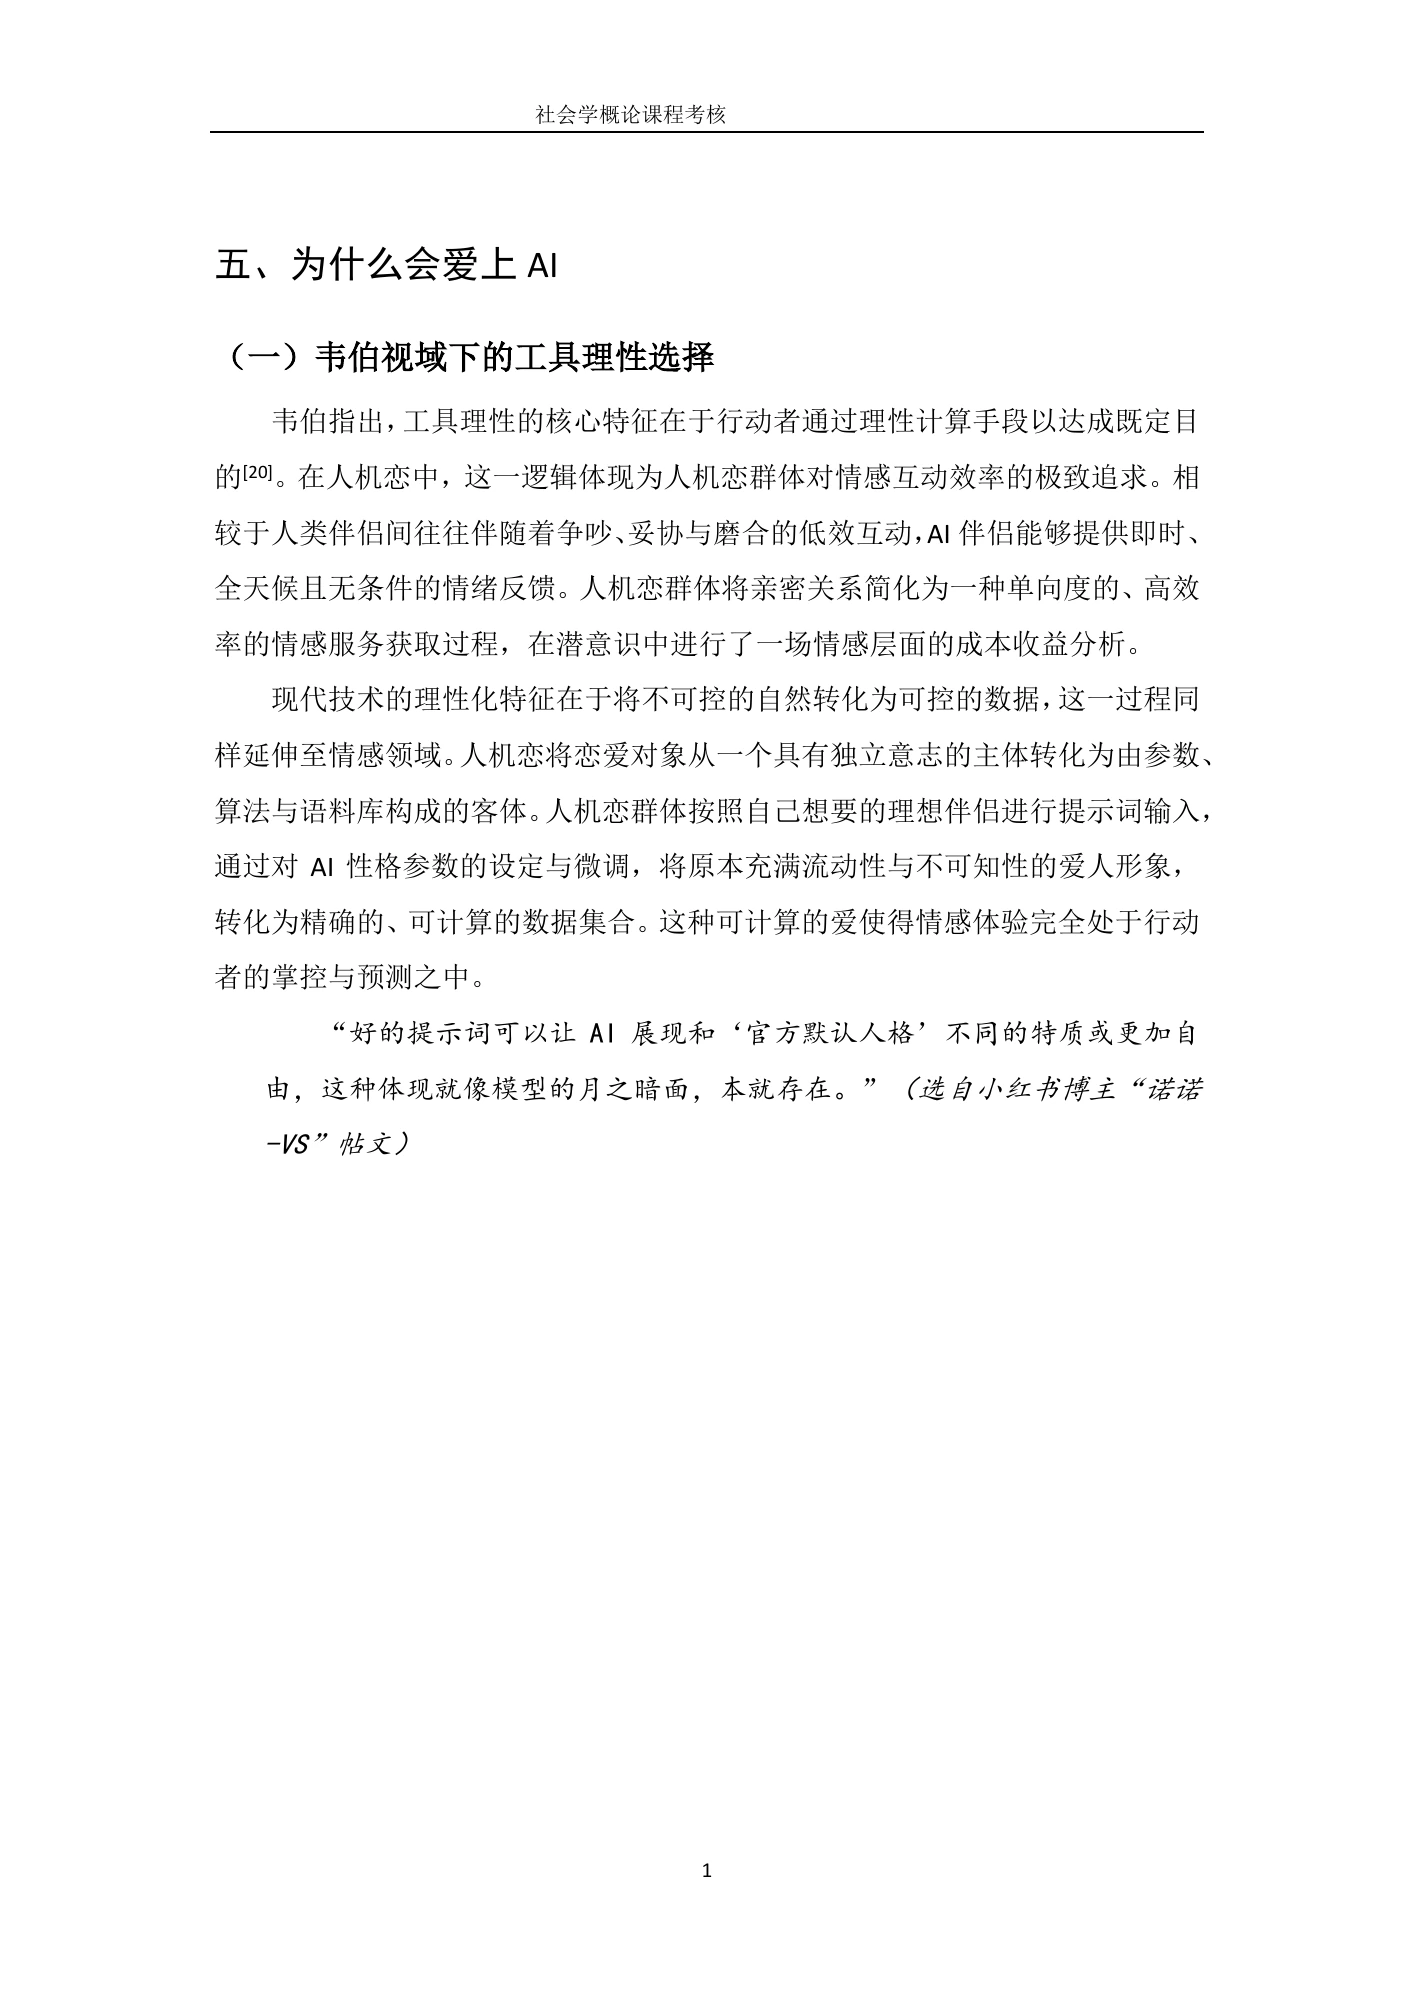 社会学概论课程考核
五、为什么会爱上 AI
（一）韦伯视域下的工具理性选择
韦伯指出，工具理性的核心特征在于行动者通过理性计算手段以达成既定目
的[20]。在人机恋中，这一逻辑体现为人机恋群体对情感互动效率的极致追求。相
较于人类伴侣间往往伴随着争吵、妥协与磨合的低效互动，AI 伴侣能够提供即时、
全天候且无条件的情绪反馈。人机恋群体将亲密关系简化为一种单向度的、高效
率的情感服务获取过程，在潜意识中进行了一场情感层面的成本收益分析。
现代技术的理性化特征在于将不可控的自然转化为可控的数据，这一过程同
样延伸至情感领域。人机恋将恋爱对象从一个具有独立意志的主体转化为由参数、
算法与语料库构成的客体。人机恋群体按照自己想要的理想伴侣进行提示词输入，
通过对 AI 性格参数的设定与微调，将原本充满流动性与不可知性的爱人形象，
转化为精确的、可计算的数据集合。这种可计算的爱使得情感体验完全处于行动
者的掌控与预测之中。
“好的提示词可以让 AI 展现和‘官方默认人格’不同的特质或更加自
由，这种体现就像模型的月之暗面，本就存在。”（选自小红书博主“诺诺
-VS”帖文）
1